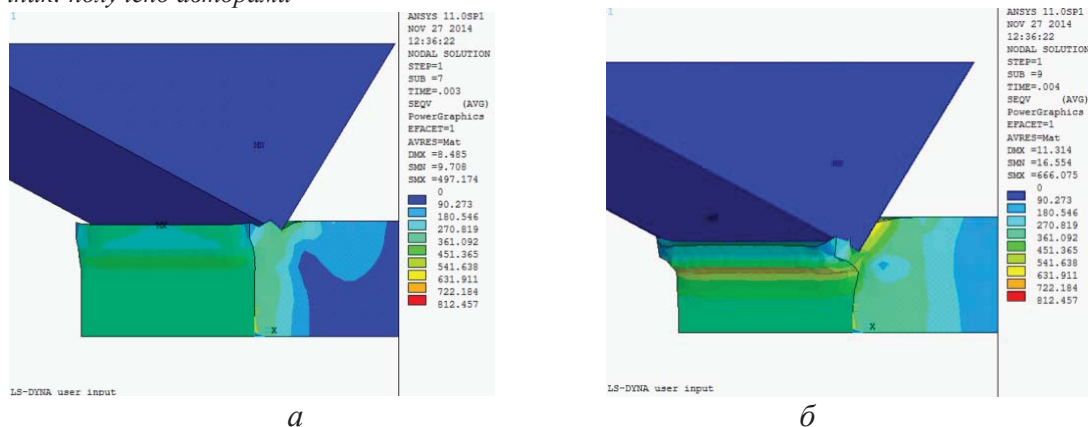 получено авторами
1
ANSYS 11.0SP1
NOV 27 2014
12:36:22
NODAL SOLUTION
STEP=1
SUB =7
TIME=.003
SEQV (AVG)
PowerGraphics
EFACET=1
AVRES=Mat
DMX =8.485
SMN =9.708
SMX =497.174
0
90.273
180.546
270.819
361.092
451.365
541.638
631.911
722.184
812.457
MX
X
LS-DYNA user input
а
1
ANSYS 11.0SP1
NOV 27 2014
12:36:22
NODAL SOLUTION
STEP=1
SUB =9
TIME=.004
SEQV (AVG)
PowerGraphics
EFACET=1
AVRES=Mat
DMX =11.314
SMN =16.554
SMX =666.075
0
90.273
180.546
270.819
361.092
451.365
541.638
631.911
722.184
812.457
X
LS-DYNA user input
б